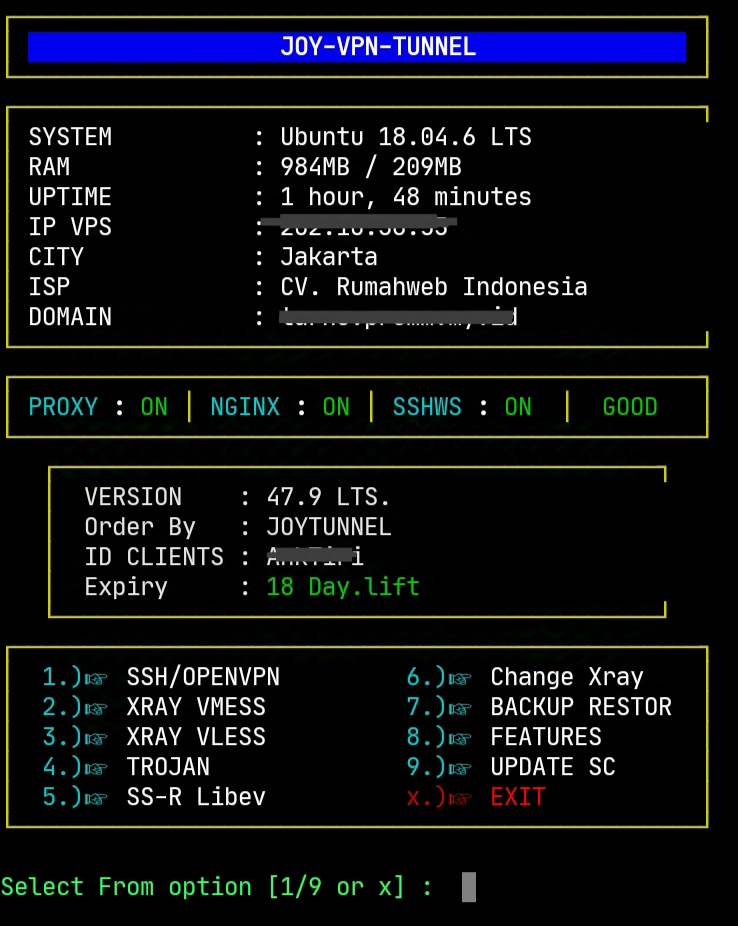 JOY-VPN-TUNNEL
SYSTEM : Ubuntu 18.04.6 LTS
RAM : 984MB / 209MB
UPTIME : 1 hour, 48 minutes
IP VPS :
CITY : Jakarta
ISP : CV. Rumahweb Indonesia
DOMAIN :
PROXY : ON | NGINX : ON | SSHWS : ON | GOOD
VERSION : 47.9 LTS.
Order By : JOYTUNNEL
ID CLIENTS :
Expiry : 18 Day.lift
1.)☞ SSH/OPENVPN 6.)☞ Change Xray
2.)☞ XRAY VMESS 7.)☞ BACKUP RESTOR
3.)☞ XRAY VLESS 8.)☞ FEATURES
4.)☞ TROJAN 9.)☞ UPDATE SC
5.)☞ SS-R Libev x.)☞ EXIT
Select From option [1/9 or x] :